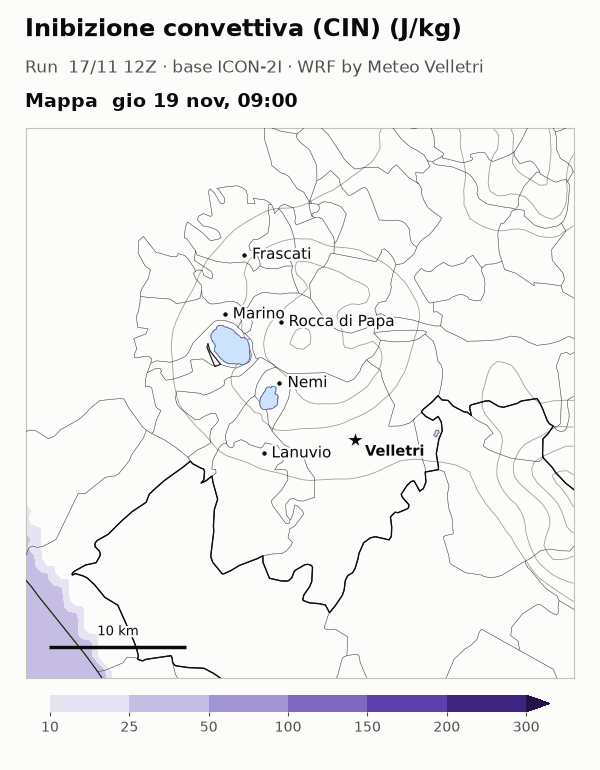 Inibizione convettiva (CIN) (J/kg)
Run  17/11 12Z · base ICON-2I · WRF by Meteo Velletri
Mappa  gio 19 nov, 09:00
Frascati
Marino
Rocca di Papa
Nemi
Velletri
Lanuvio
10 km
10 25 50 100 150 200 300